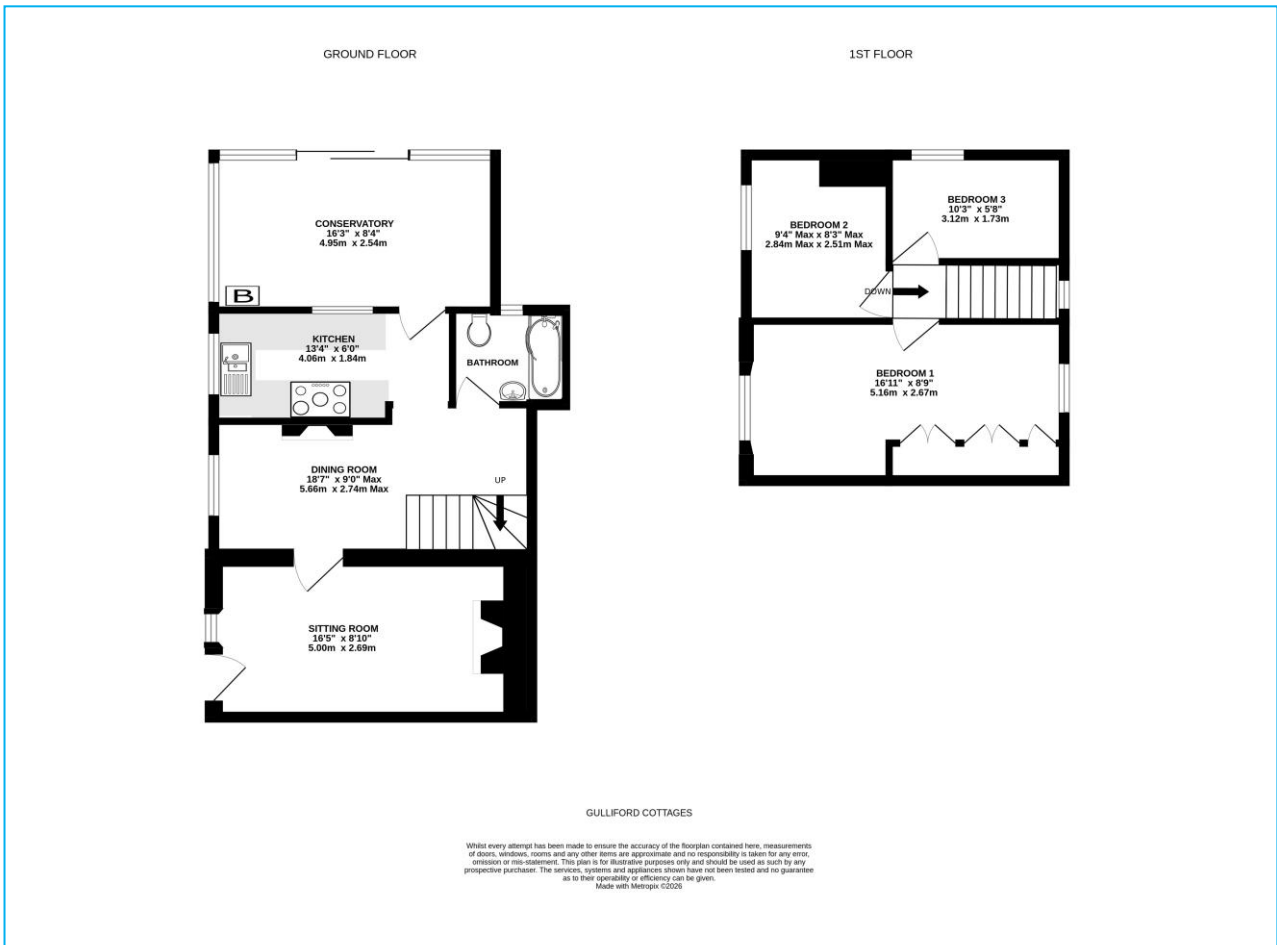 GROUND FLOOR
1ST FLOOR
CONSERVATORY
16'3" x 8'4"
4.95m x 2.54m
B
KITCHEN
13'4" x 6'0"
4.06m x 1.84m
BATHROOM
DINING ROOM
18'7" x 9'0" Max
5.66m x 2.74m Max
UP
SITTING ROOM
16'5" x 8'10"
5.00m x 2.69m
BEDROOM 2
9'4" Max x 8'3" Max
2.84m Max x 2.51m Max
BEDROOM 3
10'3" x 5'8"
3.12m x 1.73m
DOWN
BEDROOM 1
16'11" x 8'9"
5.16m x 2.67m
GULLIFORD COTTAGES
Whilst every attempt has been made to ensure the accuracy of the floorplan contained here, measurements
of doors, windows, rooms and any other items are approximate and no responsibility is taken for any error,
omission or mis-statement. This plan is for illustrative purposes only and should be used as such by any
prospective purchaser. The services, systems and appliances shown have not been tested and no guarantee
as to their operability or efficiency can be given.
Made with Metropix ©2026